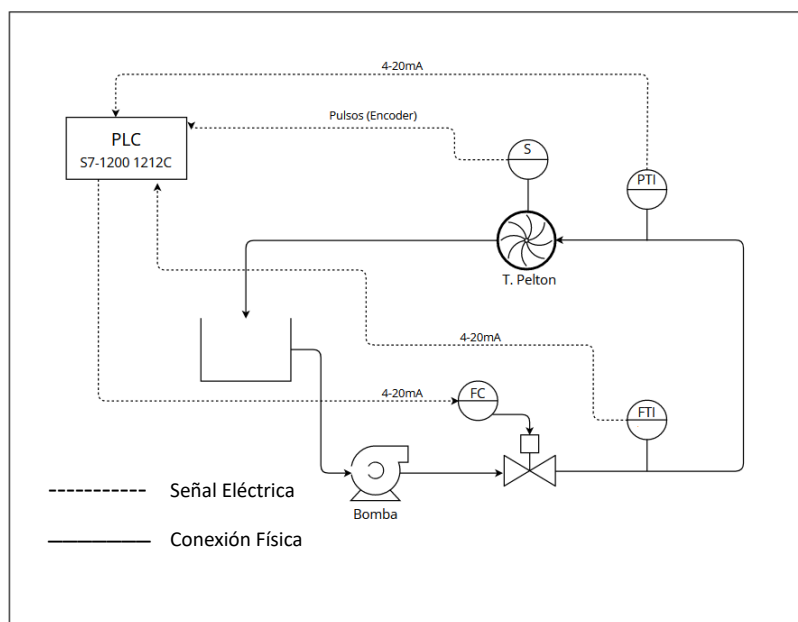 4-20mA
Pulsos (Encoder)
PLC
S7-1200 1212C
S
PTI
T. Pelton
4-20mA
4-20mA
FC
FTI
Bomba
Señal Eléctrica
Conexión Física